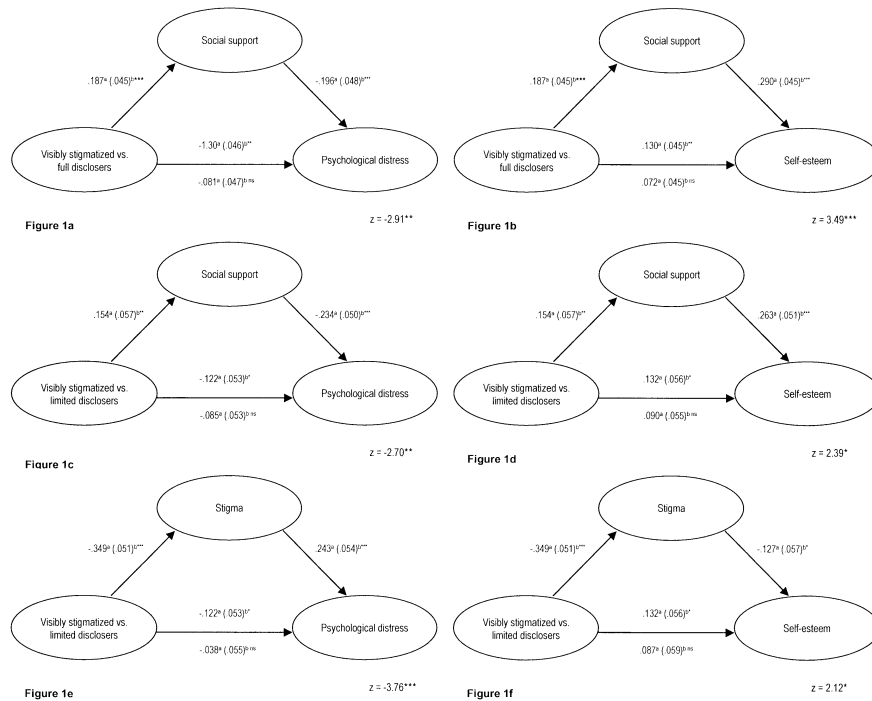 Social support
.187ᵃ (.045)ᵇ***
-.196ᵃ (.048)ᵇ***
Visibly stigmatized vs.
full disclosers
-1.30ᵃ (.046)ᵇ**
-.081ᵃ (.047)ᵇ ⁿˢ
Psychological distress
Figure 1a
z = -2.91**
Social support
.187ᵃ (.045)ᵇ***
.290ᵃ (.045)ᵇ***
Visibly stigmatized vs.
full disclosers
.130ᵃ (.045)ᵇ**
.072ᵃ (.045)ᵇ ⁿˢ
Self-esteem
Figure 1b
z = 3.49***
Social support
.154ᵃ (.057)ᵇ**
-.234ᵃ (.050)ᵇ***
Visibly stigmatized vs.
limited disclosers
-.122ᵃ (.053)ᵇ*
-.085ᵃ (.053)ᵇ ⁿˢ
Psychological distress
Figure 1c
z = -2.70**
Social support
.154ᵃ (.057)ᵇ**
.263ᵃ (.051)ᵇ***
Visibly stigmatized vs.
limited disclosers
.132ᵃ (.056)ᵇ*
.090ᵃ (.055)ᵇ ⁿˢ
Self-esteem
Figure 1d
z = 2.39*
Stigma
-.349ᵃ (.051)ᵇ***
.243ᵃ (.054)ᵇ***
Visibly stigmatized vs.
limited disclosers
-.122ᵃ (.053)ᵇ*
-.038ᵃ (.055)ᵇ ⁿˢ
Psychological distress
Figure 1e
z = -3.76***
Stigma
-.349ᵃ (.051)ᵇ***
-.127ᵃ (.057)ᵇ*
Visibly stigmatized vs.
limited disclosers
.132ᵃ (.056)ᵇ*
.087ᵃ (.059)ᵇ ⁿˢ
Self-esteem
Figure 1f
z = 2.12*